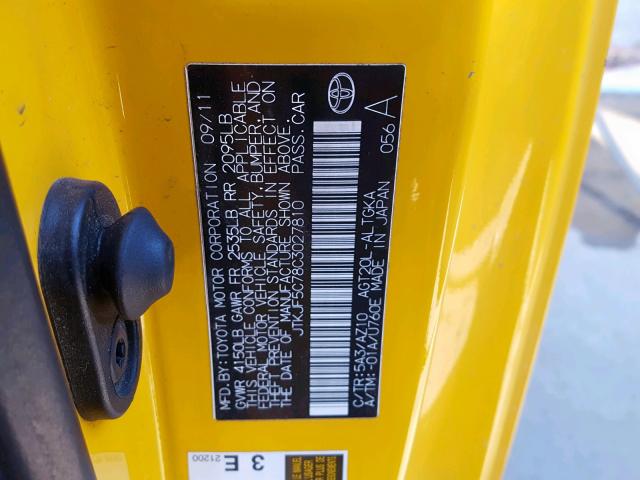 MFD.BY:TOYOTA MOTOR CORPORATION 09/11
GVWR 4150LB GAWR FR 2535LB RR 2095LB
THIS VEHICLE CONFORMS TO ALL APPLICABLE
FEDERAL MOTOR VEHICLE SAFETY, BUMPER, AND
THEFT PREVENTION STANDARDS IN EFFECT ON
THE DATE OF MANUFACTURE SHOWN ABOVE.
JTKJF5C78C3027610 PASS.CAR
C/TR:5A3/AZ10 AGT20L-ALTGKA
A/TM:-01A/U760E MADE IN JAPAN
056 A
3 E
21200